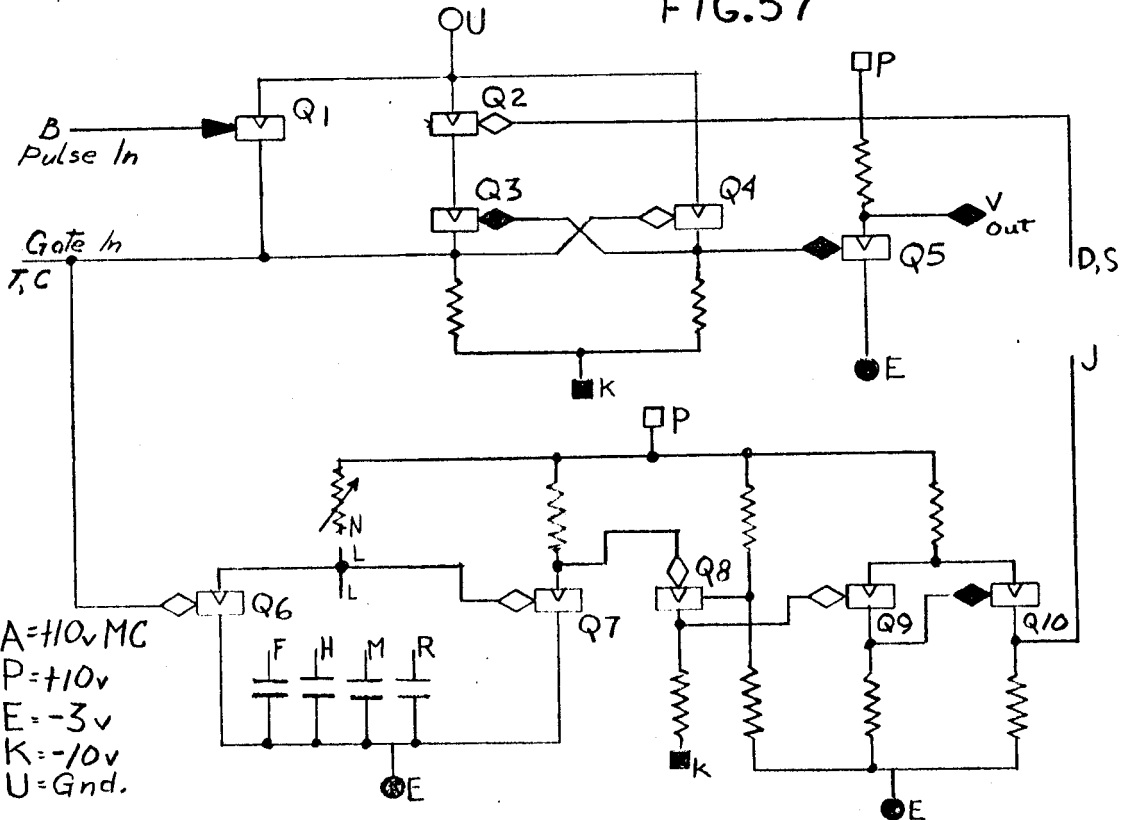 FIG.57
U
P
Q1
Q2
B
Pulse In
Q3
Q4
V
Out
Gate In
T,C
Q5
D,S
E
K
J
P
N
L
L
Q6
Q7
Q8
Q9
Q10
F H M R
A=+10v MC
P=+10v
E=-3v
K=-10v
U=Gnd.
E
K
E